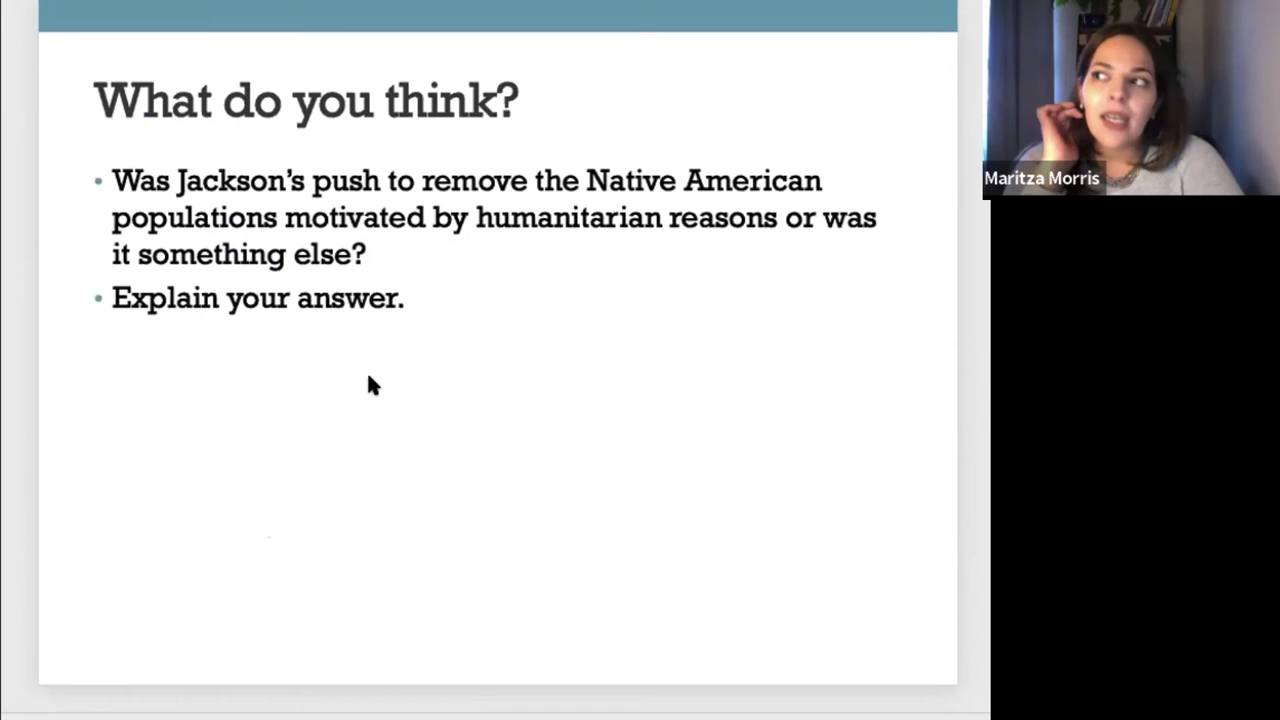 What do you think?
• Was Jackson’s push to remove the Native American
populations motivated by humanitarian reasons or was
it something else?
• Explain your answer.
Maritza Morris